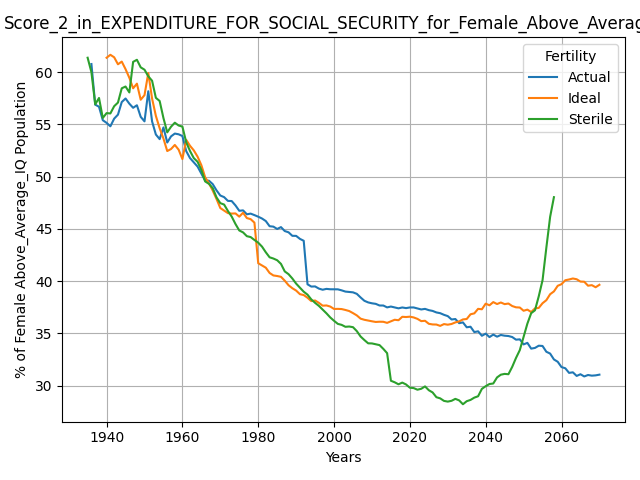 Score_2_in_EXPENDITURE_FOR_SOCIAL_SECURITY_for_Female_Above_Averag
Fertility
Actual
Ideal
Sterile
% of Female Above_Average_IQ Population
60
55
50
45
40
35
30
1940 1960 1980 2000 2020 2040 2060
Years